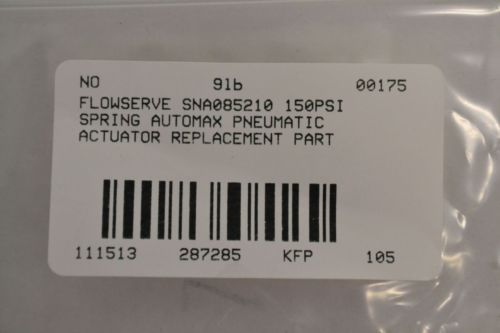 NO 91b 00175
FLOWSERVE SNA085210 150PSI
SPRING AUTOMAX PNEUMATIC
ACTUATOR REPLACEMENT PART
111513 287285 KFP 105